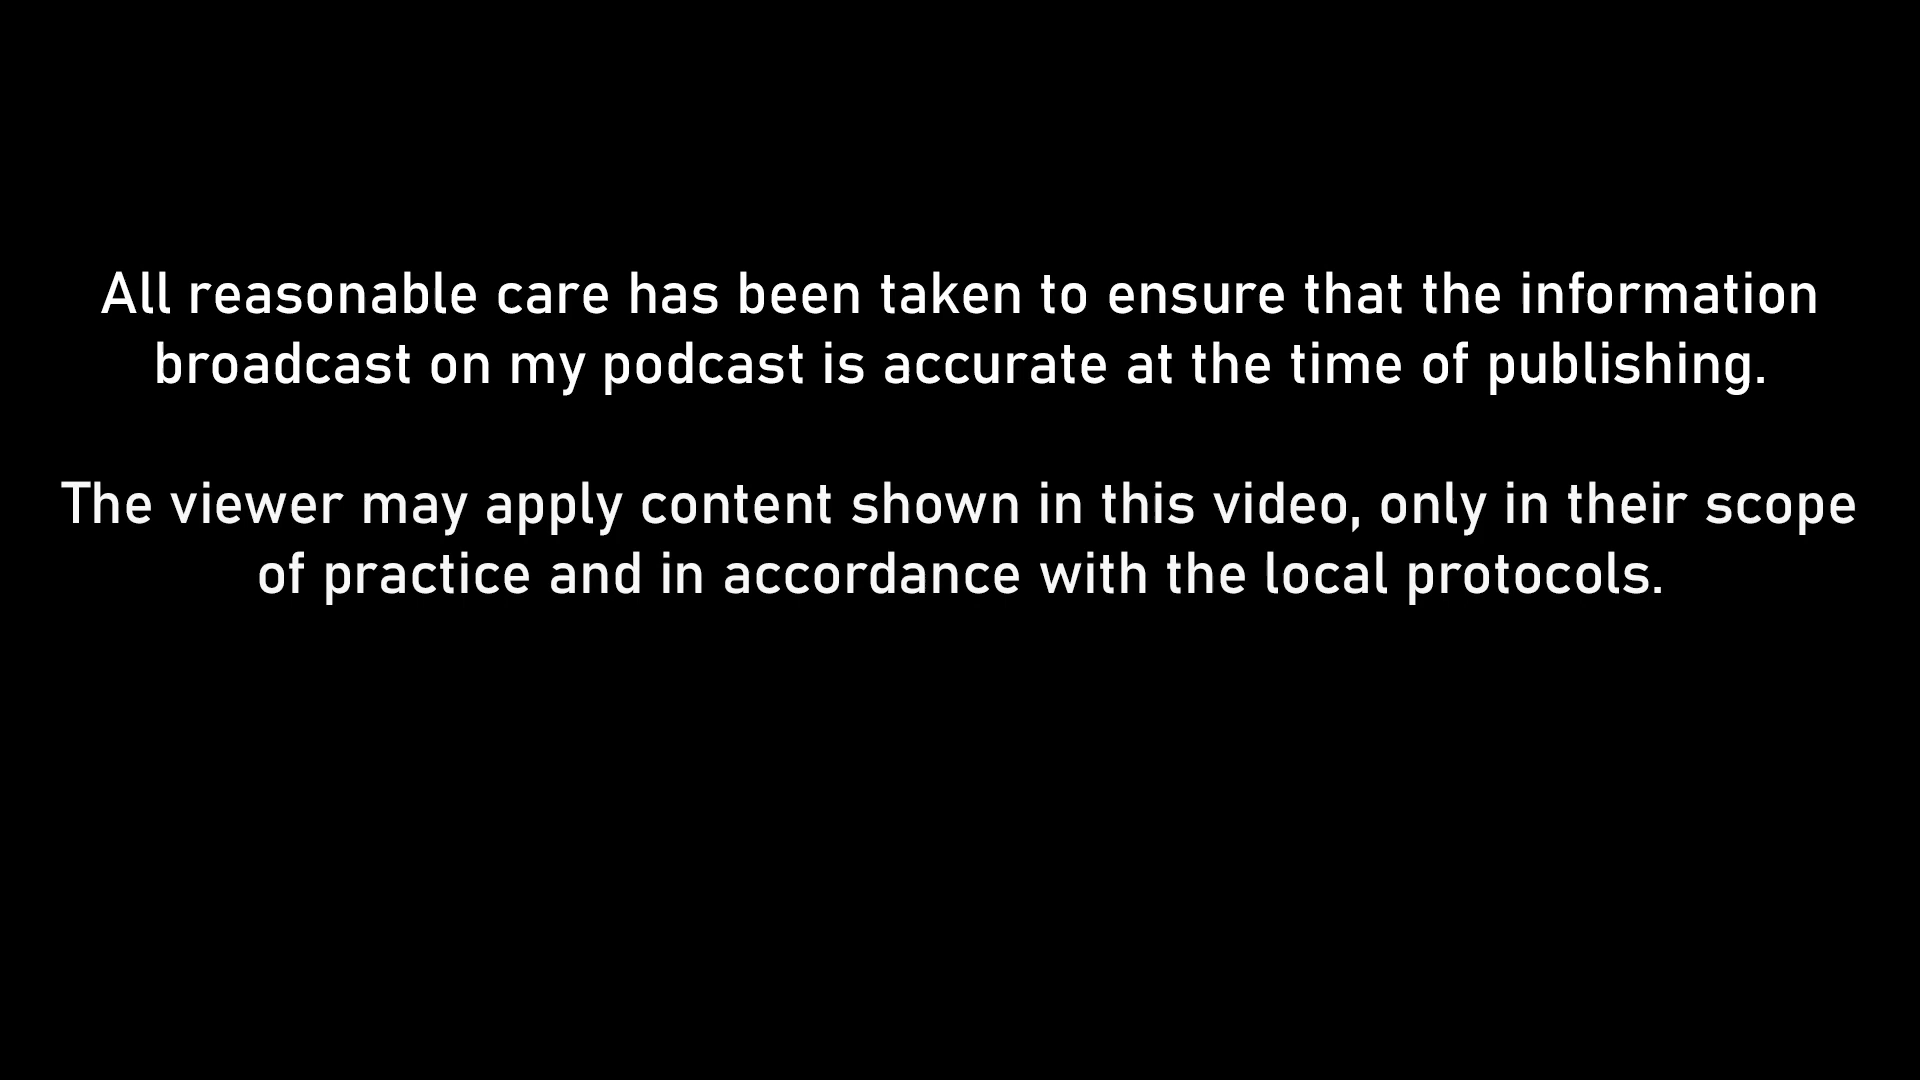 All reasonable care has been taken to ensure that the information
broadcast on my podcast is accurate at the time of publishing.
The viewer may apply content shown in this video, only in their scope
of practice and in accordance with the local protocols.